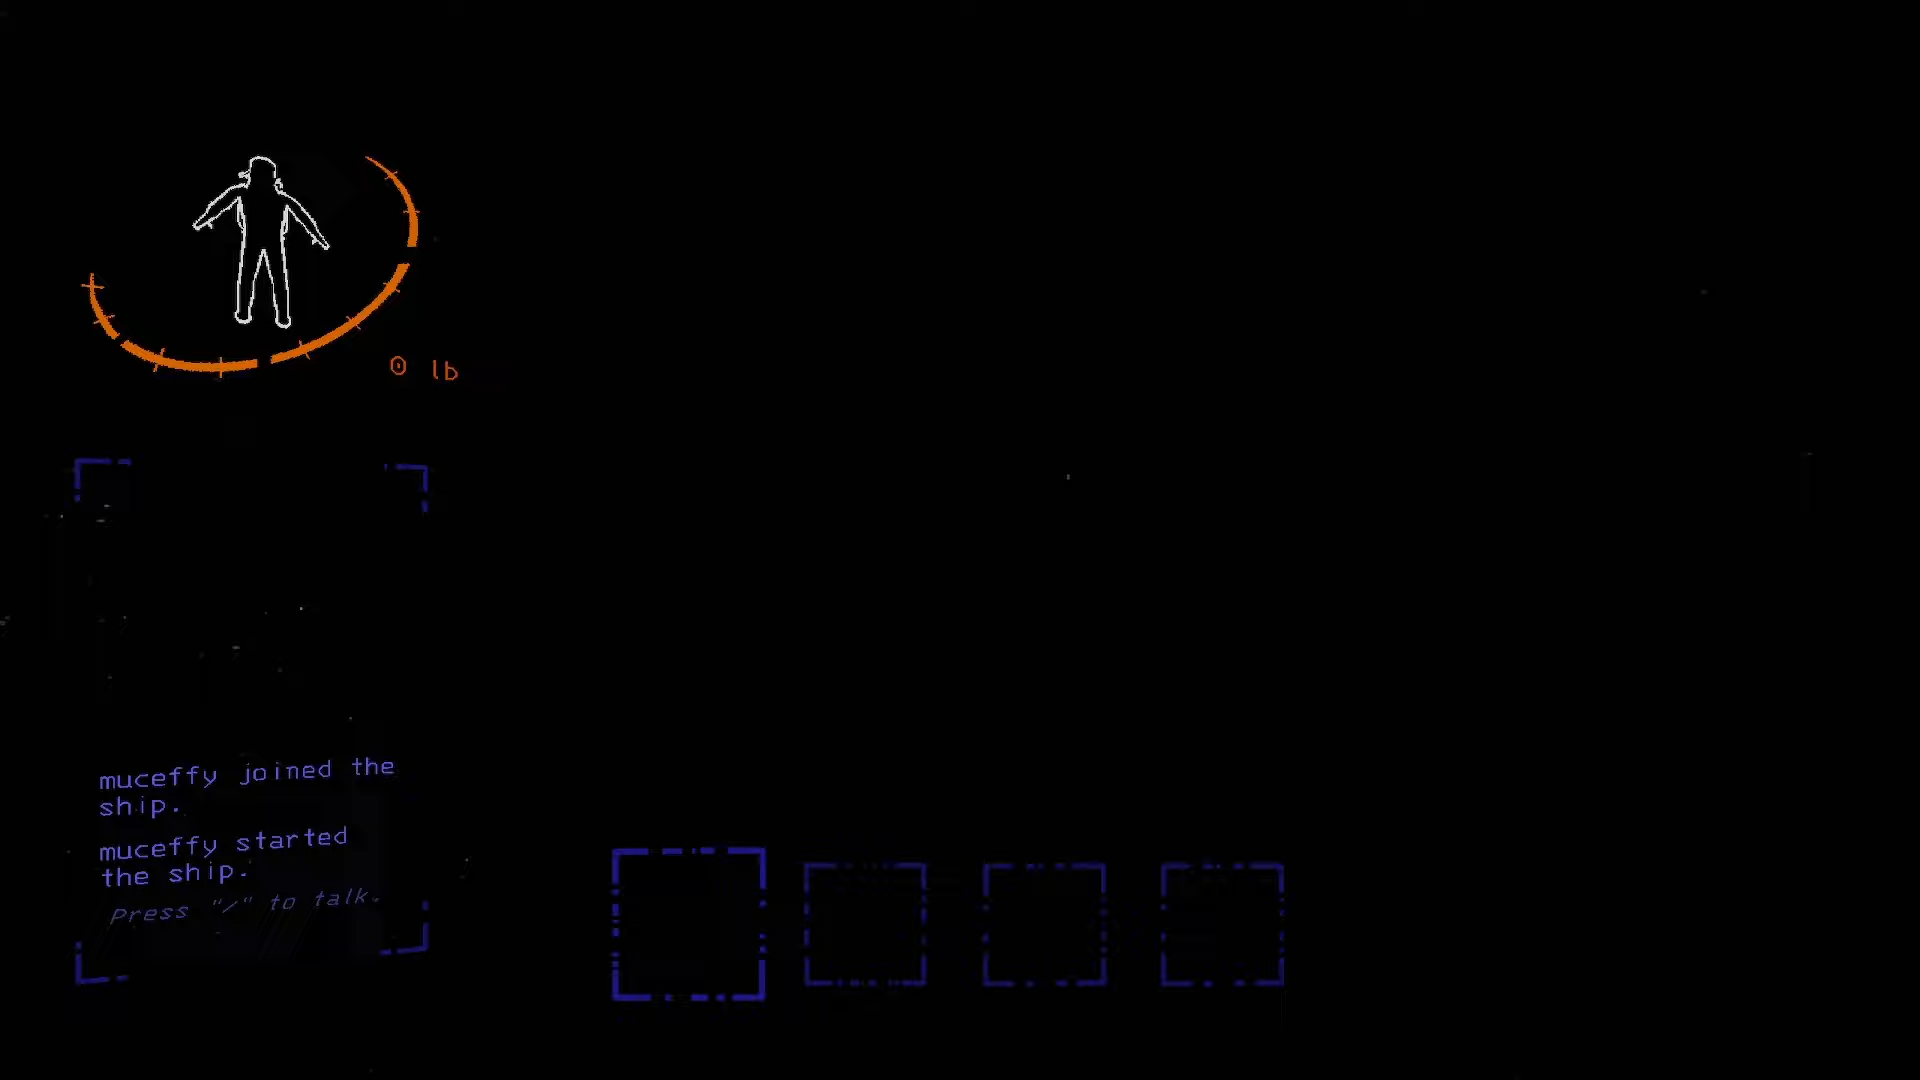 0 lb
muceffy joined the
ship.
muceffy started
the ship.
Press "/" to talk.